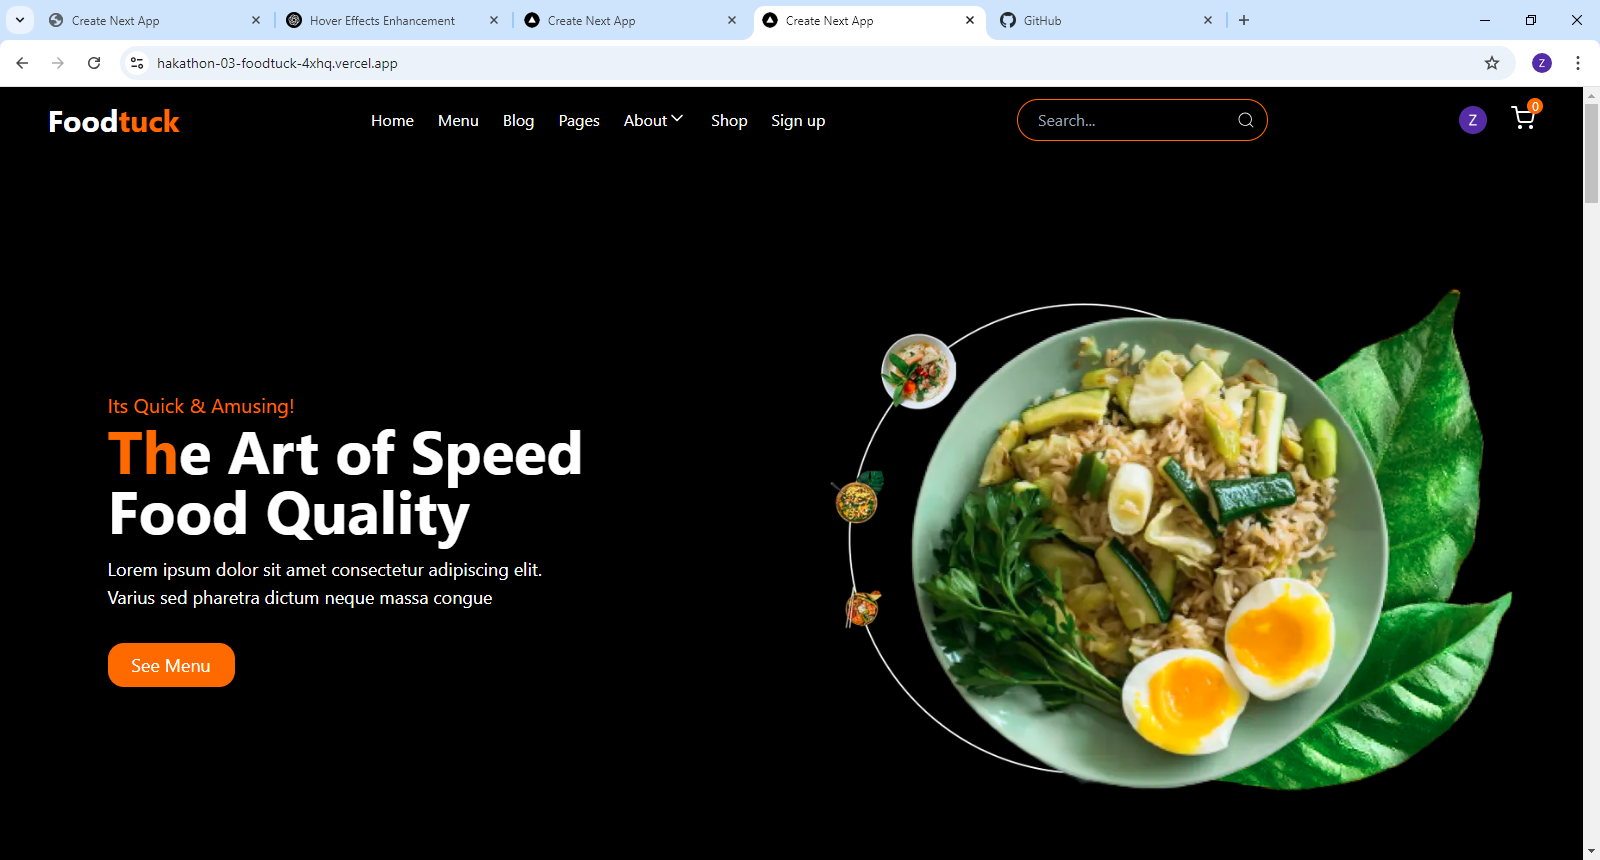 Create Next App
Hover Effects Enhancement
Create Next App
Create Next App
GitHub
hakathon-03-foodtuck-4xhq.vercel.app
Z
Foodtuck
Home
Menu
Blog
Pages
About
Shop
Sign up
Search...
Z
0
Its Quick & Amusing!
The Art of Speed
Food Quality
Lorem ipsum dolor sit amet consectetur adipiscing elit.
Varius sed pharetra dictum neque massa congue
See Menu